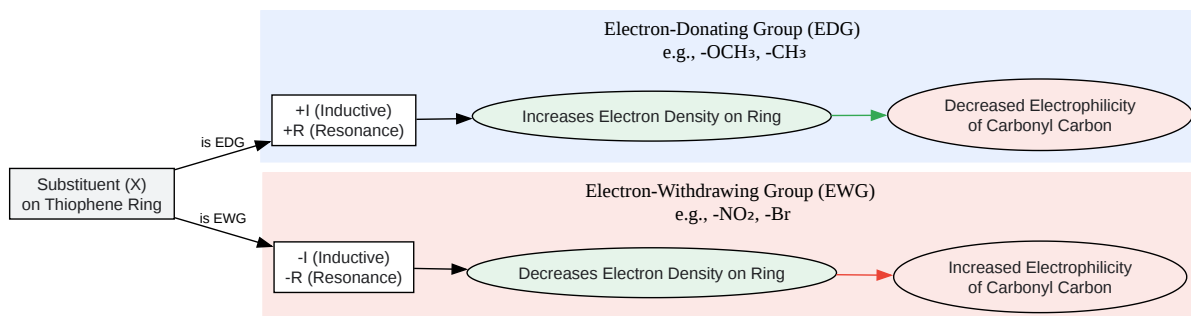 Electron-Donating Group (EDG)
e.g., -OCH₃, -CH₃
+I (Inductive)
+R (Resonance)
Increases Electron Density on Ring
Decreased Electrophilicity
of Carbonyl Carbon
is EDG
Substituent (X)
on Thiophene Ring
is EWG
Electron-Withdrawing Group (EWG)
e.g., -NO₂, -Br
-I (Inductive)
-R (Resonance)
Decreases Electron Density on Ring
Increased Electrophilicity
of Carbonyl Carbon